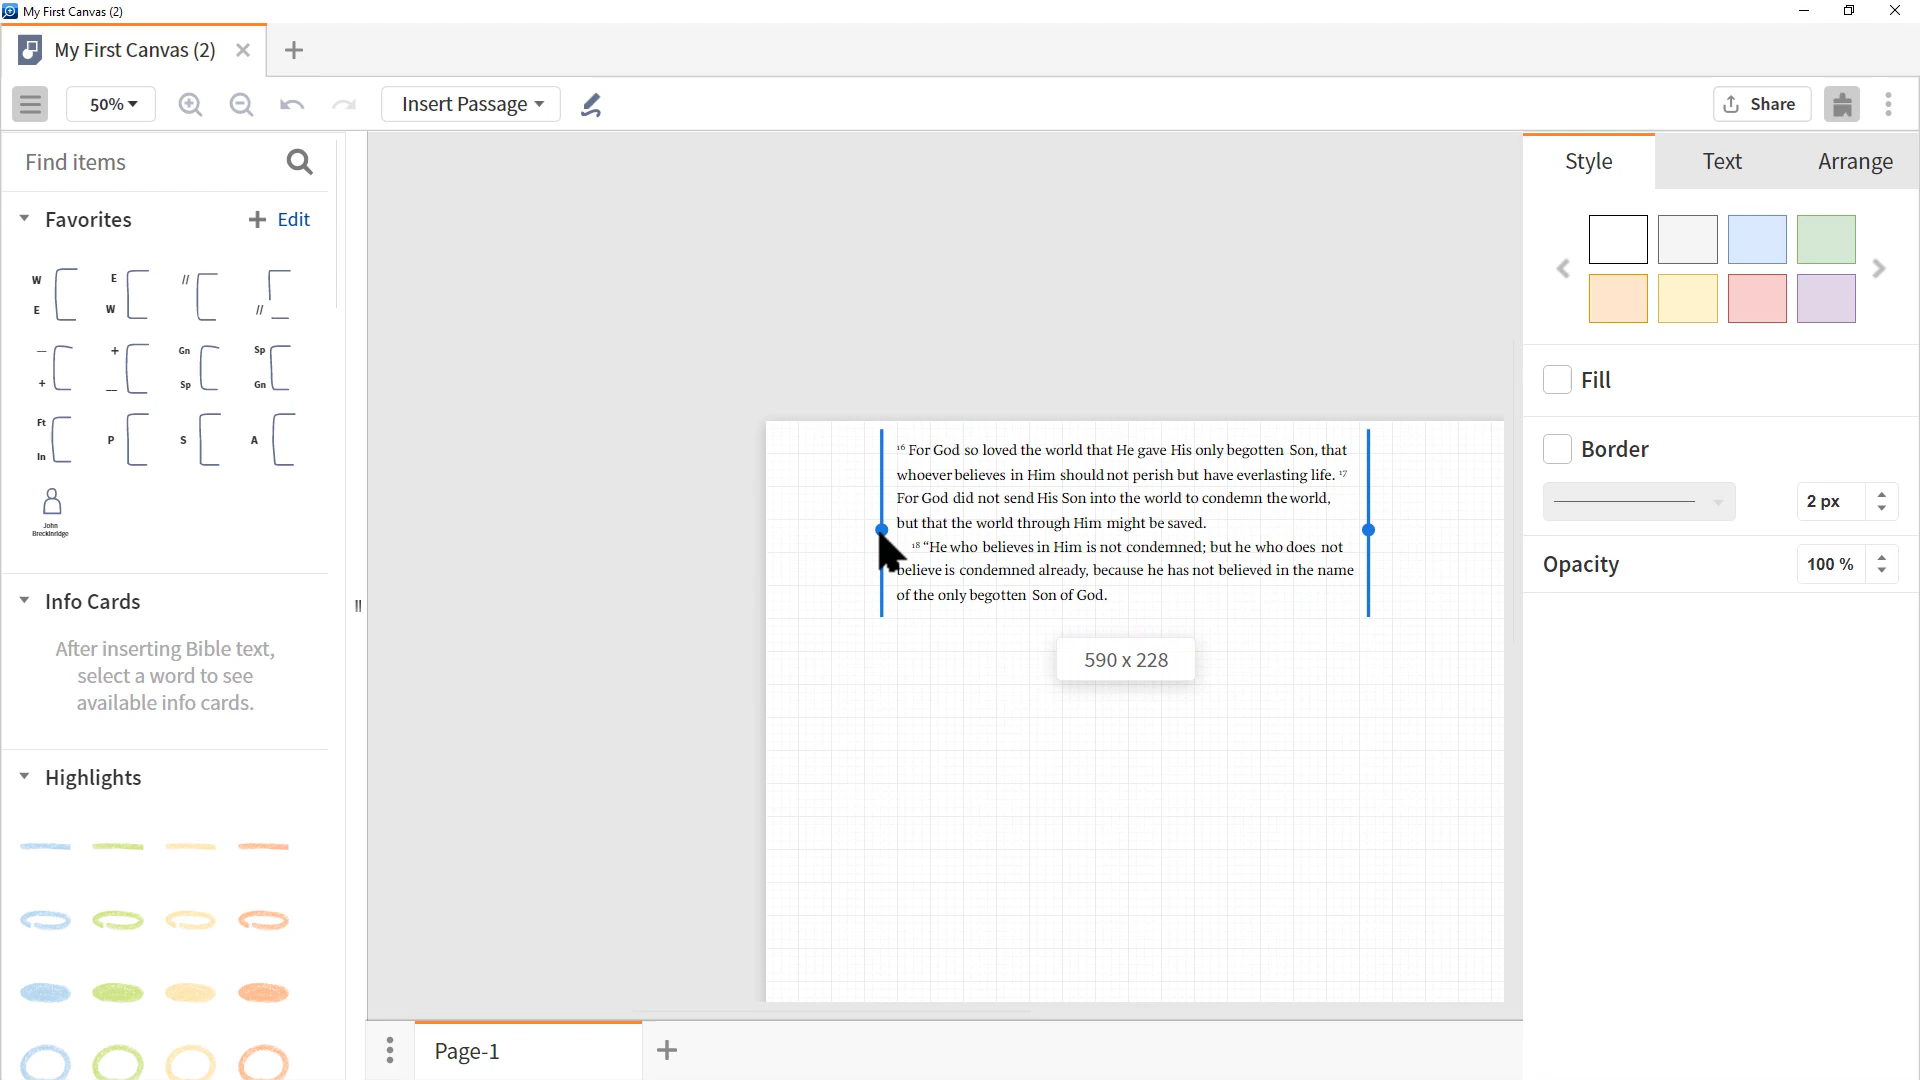 My First Canvas (2)
My First Canvas (2)
50%
Insert Passage
Share
Find items
Style
Text
Arrange
Favorites
Edit
W
E
E
W
//
//
—
+
+
—
Gn
Sp
Sp
Gn
Ft
In
P
S
A
John
Breckinridge
Fill
Border
2 px
Opacity
100 %
16 For God so loved the world that He gave His only begotten Son, that
whoever believes in Him should not perish but have everlasting life. 17
For God did not send His Son into the world to condemn the world,
but that the world through Him might be saved.
18 “He who believes in Him is not condemned; but he who does not
believe is condemned already, because he has not believed in the name
of the only begotten Son of God.
590 x 228
Info Cards
After inserting Bible text,
select a word to see
available info cards.
Highlights
Page-1